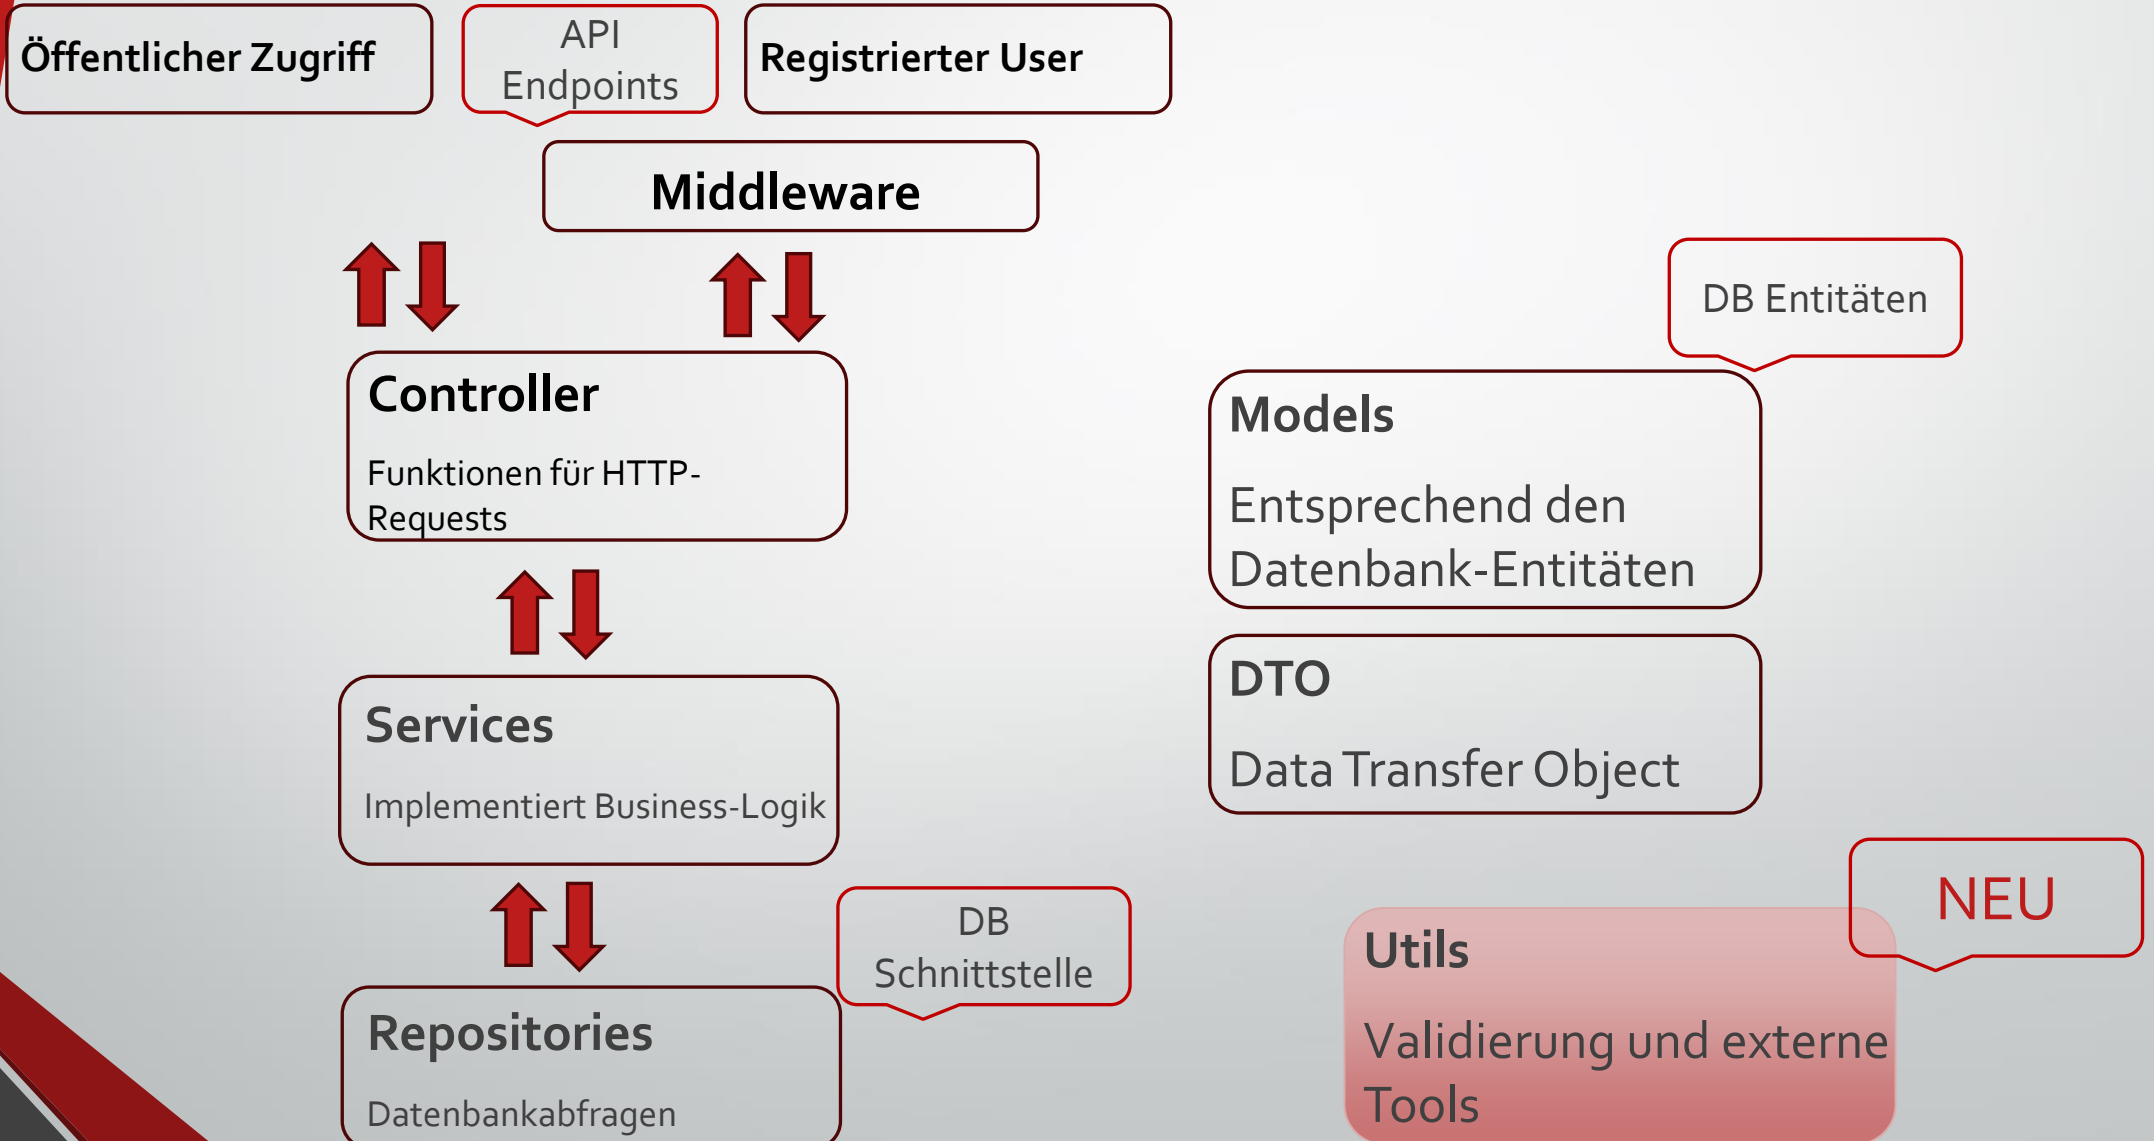 Öffentlicher Zugriff
API
Endpoints
Registrierter User
Middleware
Controller
Funktionen für HTTP-
Requests
Services
Implementiert Business-Logik
Repositories
Datenbankabfragen
DB
Schnittstelle
DB Entitäten
Models
Entsprechend den
Datenbank-Entitäten
DTO
Data Transfer Object
NEU
Utils
Validierung und externe
Tools